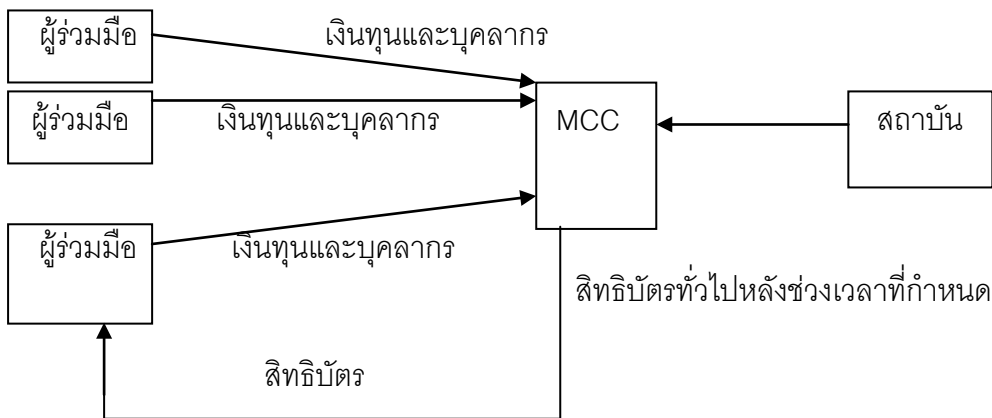 ผู้ร่วมมือ
เงินทุนและบุคลากร
ผู้ร่วมมือ
เงินทุนและบุคลากร
MCC
สถาบัน
ผู้ร่วมมือ
เงินทุนและบุคลากร
สิทธิบัตรทั่วไปหลังช่วงเวลาที่กำหนด
สิทธิบัตร